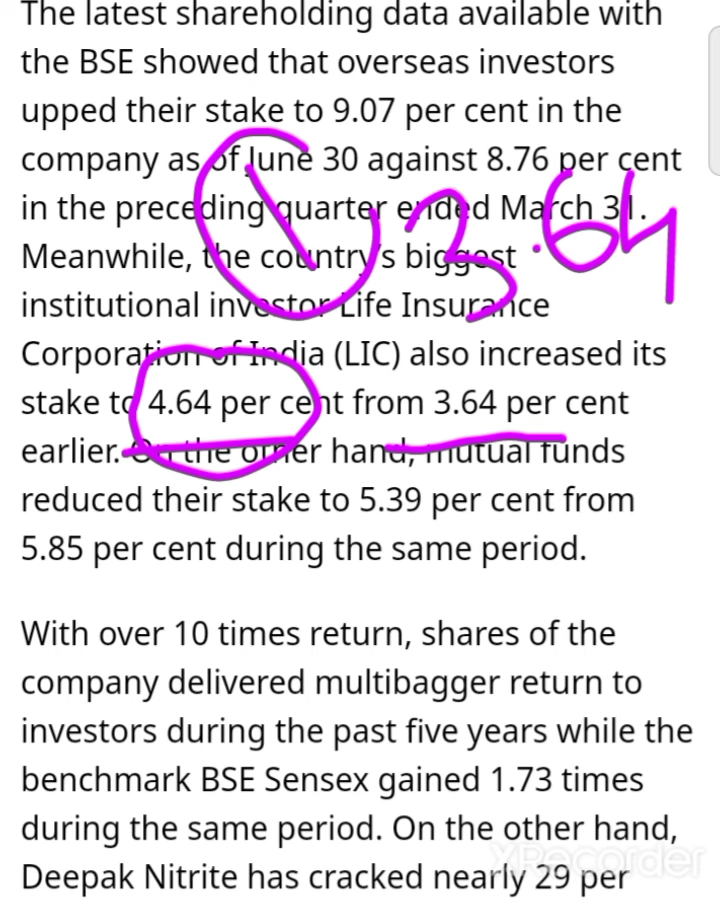 The latest shareholding data available with
the BSE showed that overseas investors
upped their stake to 9.07 per cent in the
company as of June 30 against 8.76 per cent
in the preceding quarter ended March 31.
3.64
Meanwhile, the country's biggest
institutional investor Life Insurance
Corporation of India (LIC) also increased its
stake to 4.64 per cent from 3.64 per cent
earlier. On the other hand, mutual funds
reduced their stake to 5.39 per cent from
5.85 per cent during the same period.
With over 10 times return, shares of the
company delivered multibagger return to
investors during the past five years while the
benchmark BSE Sensex gained 1.73 times
during the same period. On the other hand,
XRecorder
Deepak Nitrite has cracked nearly 29 per